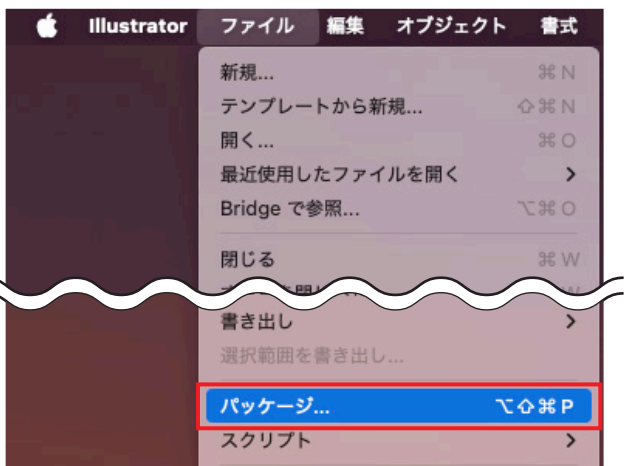 Illustrator ファイル 編集 オブジェクト 書式
新規... ⌘ N
テンプレートから新規... ⇧ ⌘ N
開く... ⌘ O
最近使用したファイルを開く >
Bridge で参照... ⌥ ⌘ O
閉じる ⌘ W
書き出し >
選択範囲を書き出し...
パッケージ... ⌥ ⇧ ⌘ P
スクリプト >